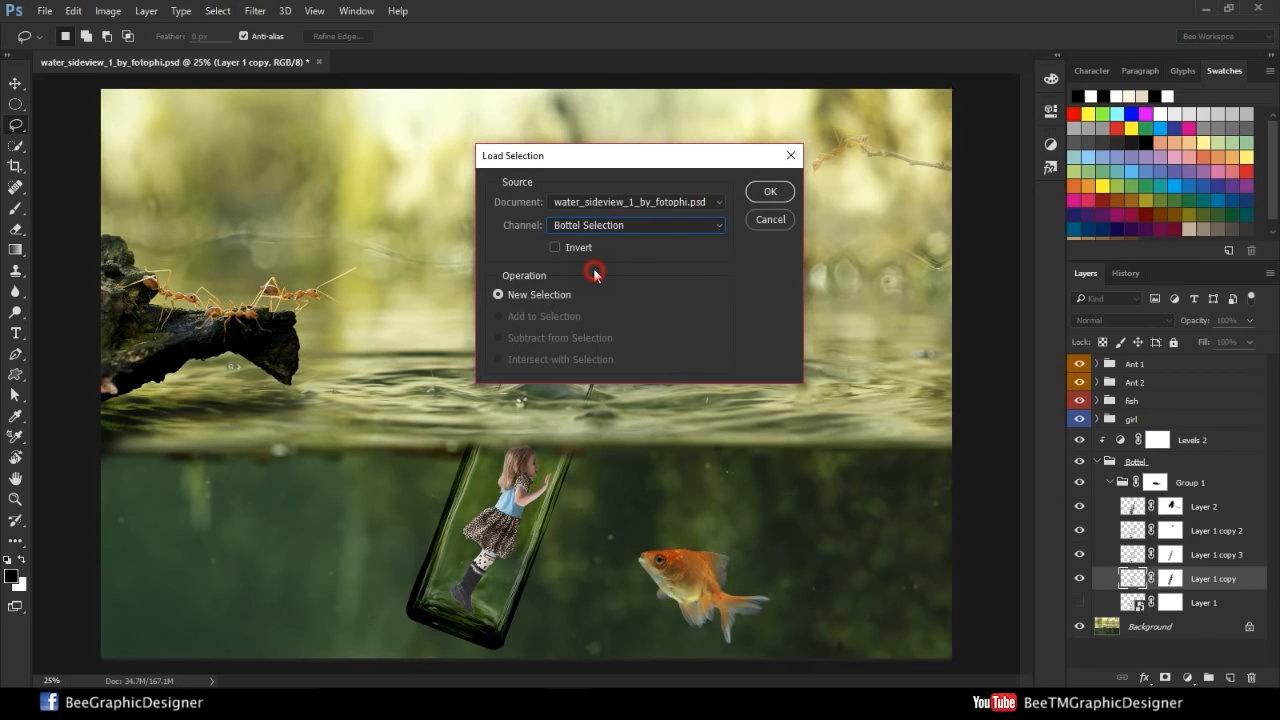 Ps File Edit Image Layer Type Select Filter 3D View Window Help
Feather: 0 px Anti-alias Refine Edge... Bee Workspce
water_sideview_1_by_fotophi.psd @ 25% (Layer 1 copy, RGB/8) * ×
Character Paragraph Glyphs Swatches
Load Selection
Source
Document: water_sideview_1_by_fotophi.psd
Channel: Bottel Selection
Invert
OK
Cancel
Operation
New Selection
Add to Selection
Subtract from Selection
Intersect with Selection
Layers History
Kind
Normal Opacity: 100%
Lock: Fill: 100%
Ant 1
Ant 2
fish
girl
Levels 2
Bottel
Group 1
Layer 2
Layer 1 copy 2
Layer 1 copy 3
Layer 1 copy
Layer 1
Background
25% Doc: 34.7M/167.1M
fx
f BeeGraphicDesigner
YouTube BeeTMGraphicDesigner